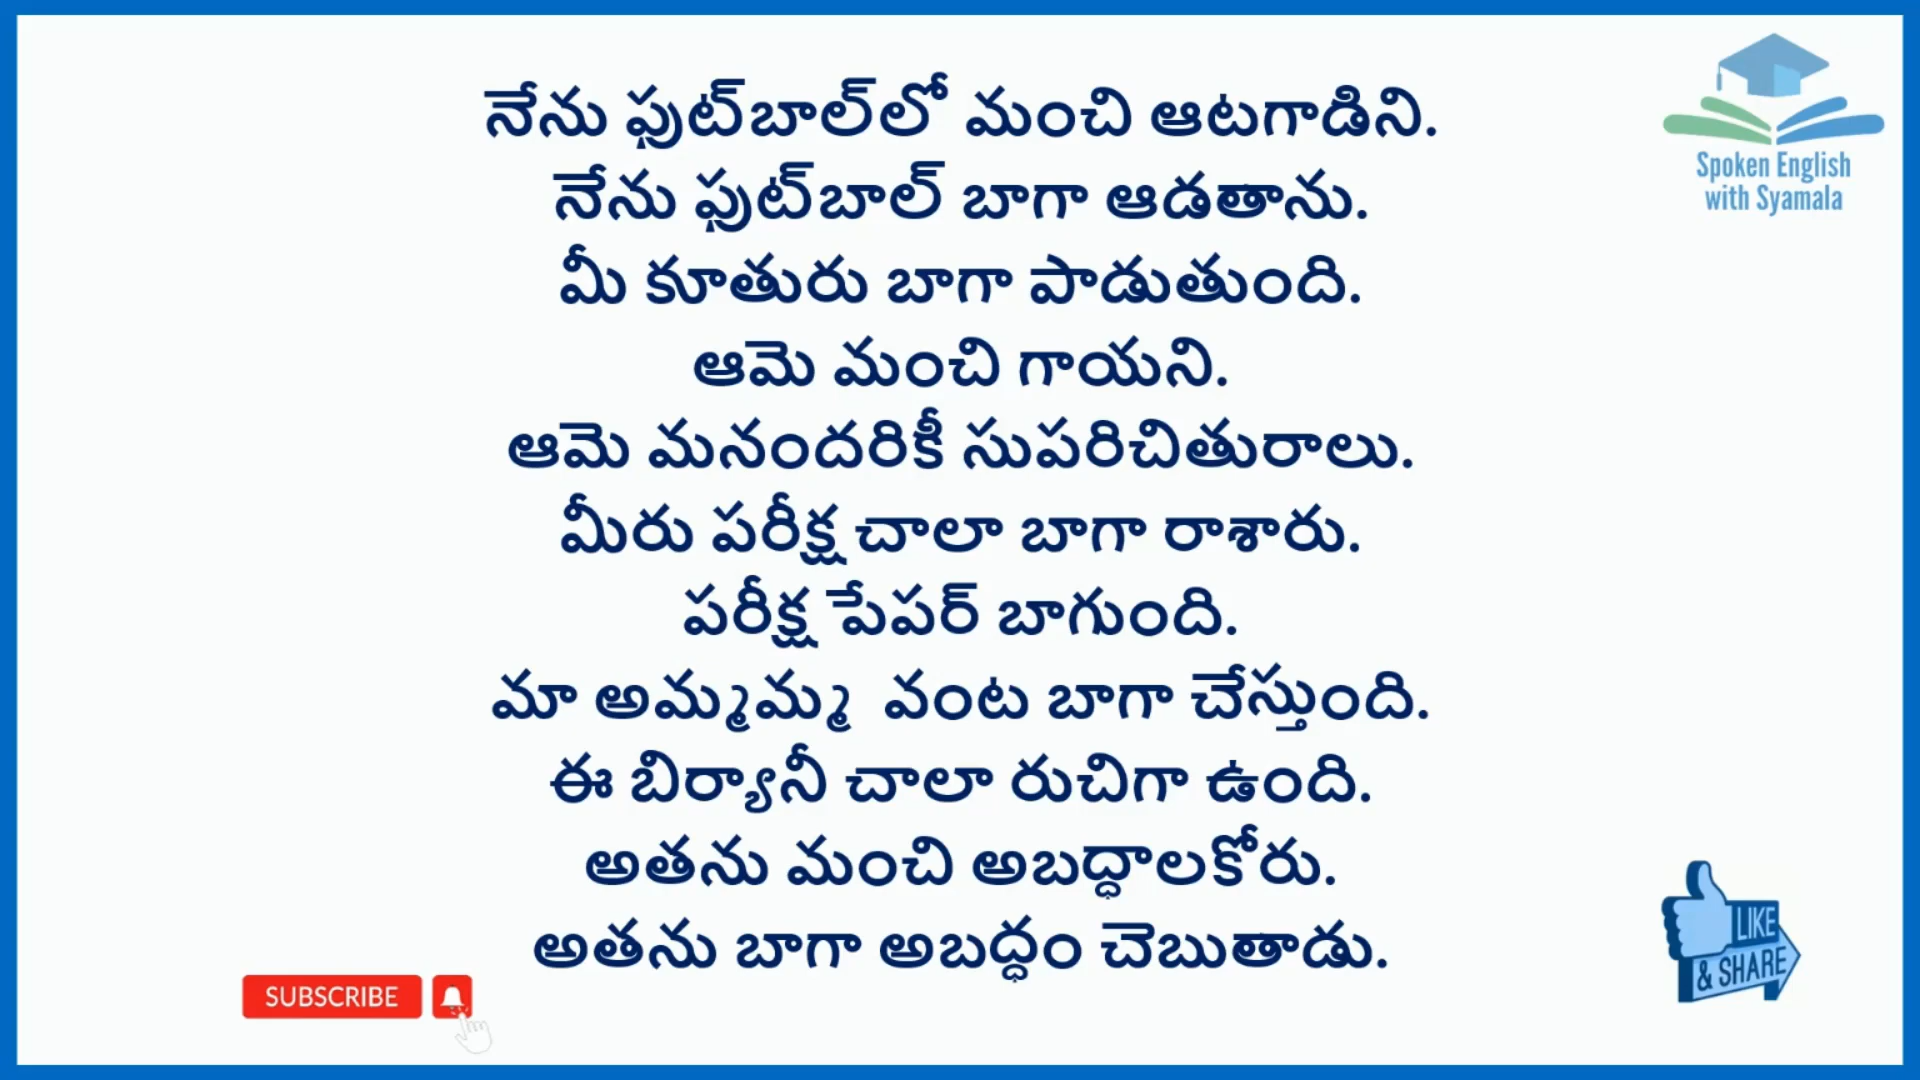 నేను ఫుట్‌బాల్‌లో మంచి ఆటగాడిని.
నేను ఫుట్‌బాల్ బాగా ఆడతాను.
మీ కూతురు బాగా పాడుతుంది.
ఆమె మంచి గాయని.
ఆమె మనందరికీ సుపరిచితురాలు.
మీరు పరీక్ష చాలా బాగా రాశారు.
పరీక్ష పేపర్ బాగుంది.
మా అమ్మమ్మ వంట బాగా చేస్తుంది.
ఈ బిర్యానీ చాలా రుచిగా ఉంది.
అతను మంచి అబద్ధాలకోరు.
అతను బాగా అబద్ధం చెబుతాడు.
Spoken English
with Syamala
LIKE
& SHARE
SUBSCRIBE